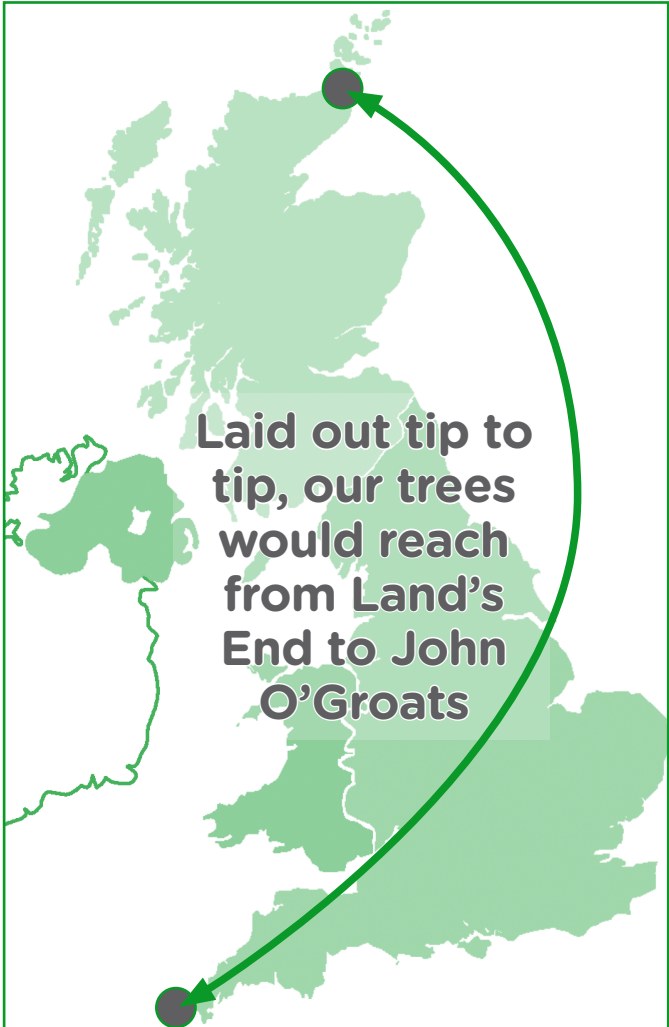 Laid out tip to
tip, our trees
would reach
from Land’s
End to John
O’Groats